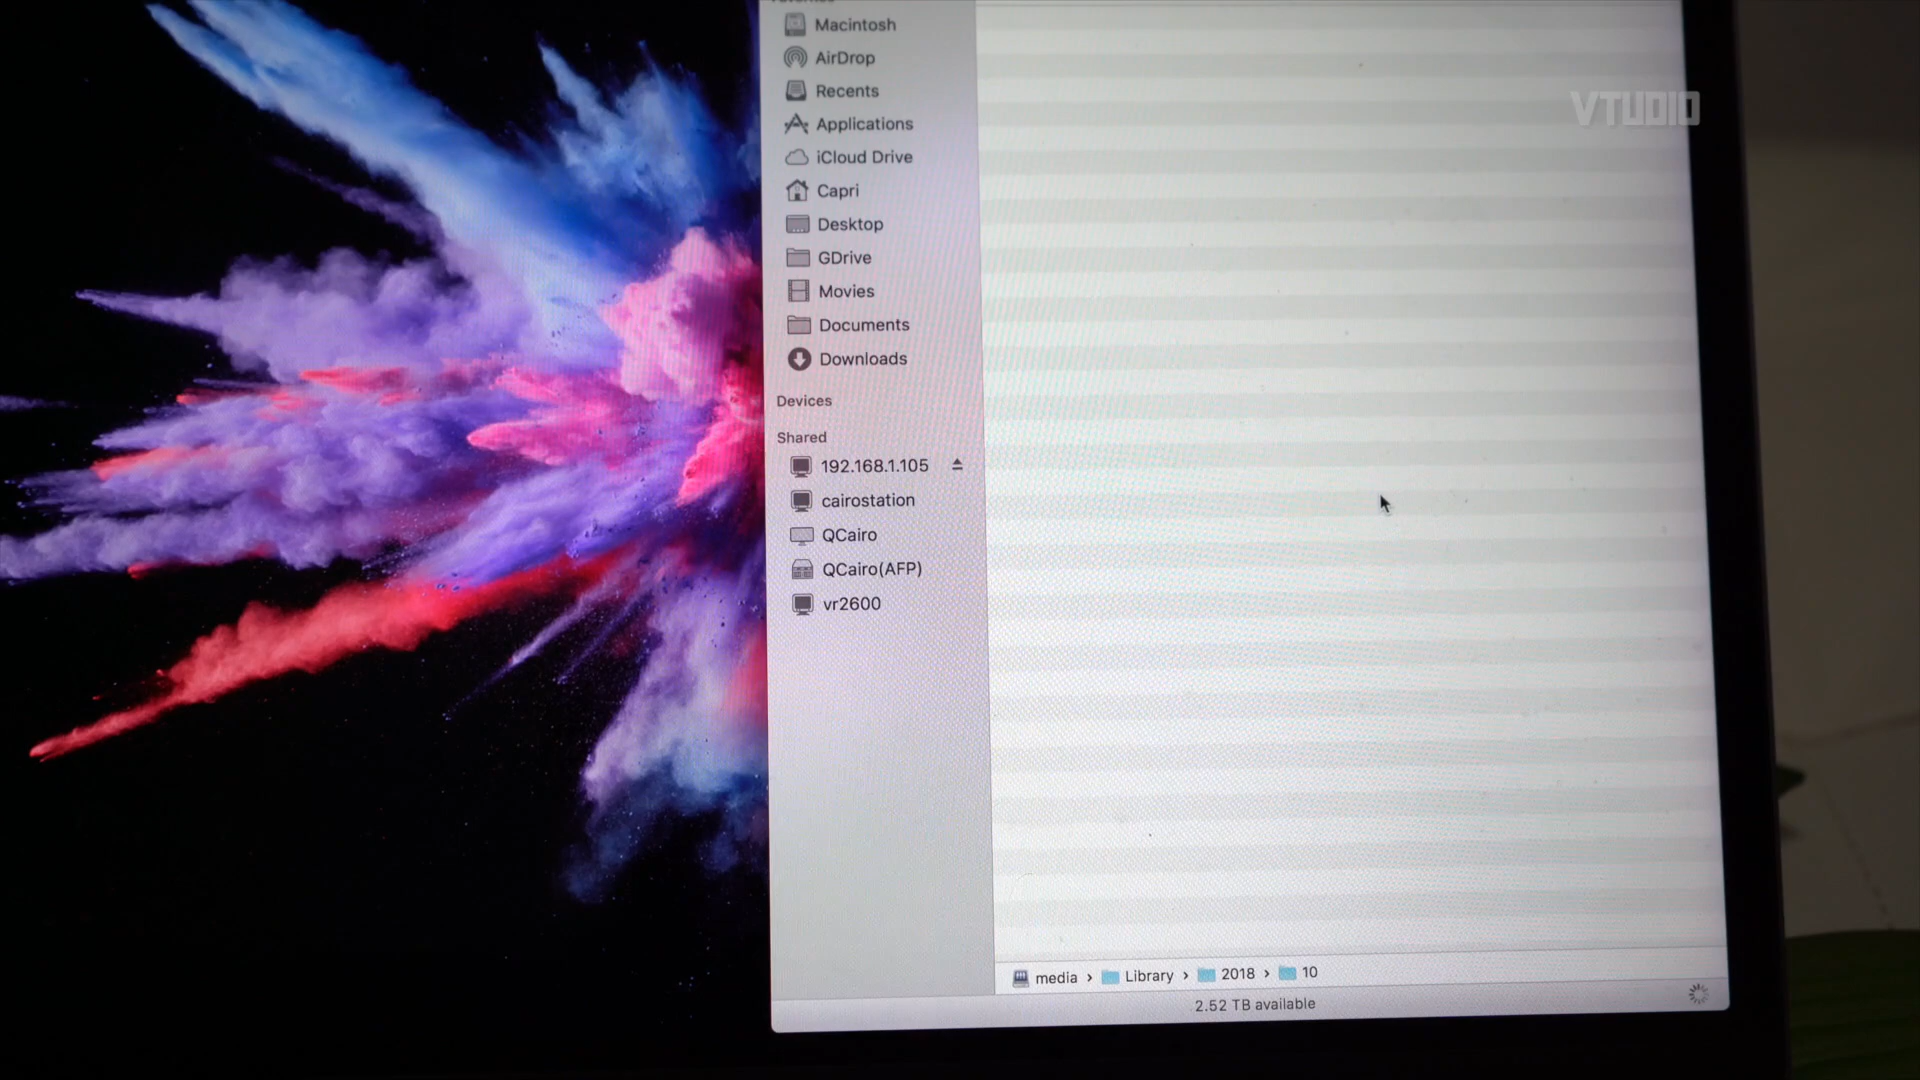 Macintosh
AirDrop
Recents
Applications
iCloud Drive
Capri
Desktop
GDrive
Movies
Documents
Downloads
Devices
Shared
192.168.1.105
cairostation
QCairo
QCairo(AFP)
vr2600
VTUDIO
media › Library › 2018 › 10
2.52 TB available